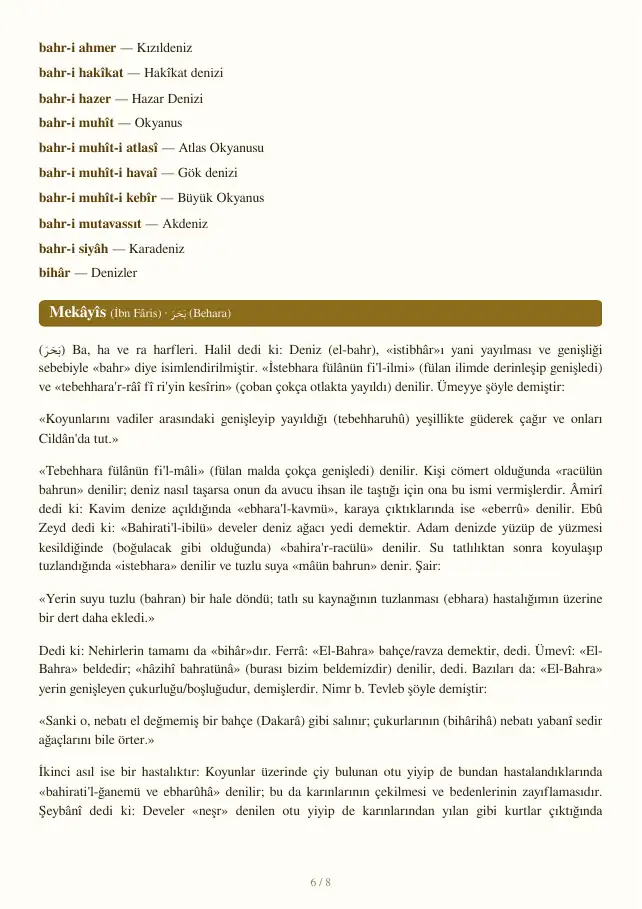 bahr-i ahmer — Kızıldeniz
bahr-i hakîkat — Hakîkat denizi
bahr-i hazer — Hazar Denizi
bahr-i muhît — Okyanus
bahr-i muhît-i atlasî — Atlas Okyanusu
bahr-i muhît-i havaî — Gök denizi
bahr-i muhît-i kebîr — Büyük Okyanus
bahr-i mutavassıt — Akdeniz
bahr-i siyâh — Karadeniz
bihâr — Denizler
Mekâyîs (İbn Fâris) · بَحَرَ (Behara)
(بَحَرَ) Ba, ha ve ra harfleri. Halil dedi ki: Deniz (el-bahr), «istibhâr»ı yani yayılması ve genişliği
sebebiyle «bahr» diye isimlendirilmiştir. «İstebhara fülânün fi'l-ilmi» (fülan ilimde derinleşip genişledi)
ve «tebehhara'r-râî fî ri'yin kesîrin» (çoban çokça otlakta yayıldı) denilir. Ümeyye şöyle demiştir:
«Koyunlarını vadiler arasındaki genişleyip yayıldığı (tebehharuhû) yeşillikte güderek çağır ve onları
Cildân'da tut.»
«Tebehhara fülânün fi'l-mâli» (fülan malda çokça genişledi) denilir. Kişi cömert olduğunda «racülün
bahrun» denilir; deniz nasıl taşarsa onun da avucu ihsan ile taştığı için ona bu ismi vermişlerdir. Âmirî
dedi ki: Kavim denize açıldığında «ebhara'l-kavmü», karaya çıktıklarında ise «eberrû» denilir. Ebû
Zeyd dedi ki: «Bahirati'l-ibilü» develer deniz ağacı yedi demektir. Adam denizde yüzüp de yüzmesi
kesildiğinde (boğulacak gibi olduğunda) «bahira'r-racülü» denilir. Su tatlılıktan sonra koyulaşıp
tuzlandığında «istebhara» denilir ve tuzlu suya «mâün bahrun» denir. Şair:
«Yerin suyu tuzlu (bahran) bir hale döndü; tatlı su kaynağının tuzlanması (ebhara) hastalığımın üzerine
bir dert daha ekledi.»
Dedi ki: Nehirlerin tamamı da «bihâr»dır. Ferrâ: «El-Bahra» bahçe/ravza demektir, dedi. Ümevî: «El-
Bahra» beldedir; «hâzihî bahratünâ» (burası bizim beldemizdir) denilir, dedi. Bazıları da: «El-Bahra»
yerin genişleyen çukurluğu/boşluğudur, demişlerdir. Nimr b. Tevleb şöyle demiştir:
«Sanki o, nebatı el değmemiş bir bahçe (Dakarâ) gibi salınır; çukurlarının (bihârihâ) nebatı yabanî sedir
ağaçlarını bile örter.»
İkinci asıl ise bir hastalıktır: Koyunlar üzerinde çiy bulunan otu yiyip de bundan hastalandıklarında
«bahirati'l-ğanemü ve ebharûhâ» denilir; bu da karınlarının çekilmesi ve bedenlerinin zayıflamasıdır.
Şeybânî dedi ki: Develer «neşr» denilen otu yiyip de karınlarından yılan gibi kurtlar çıktığında
6 / 8